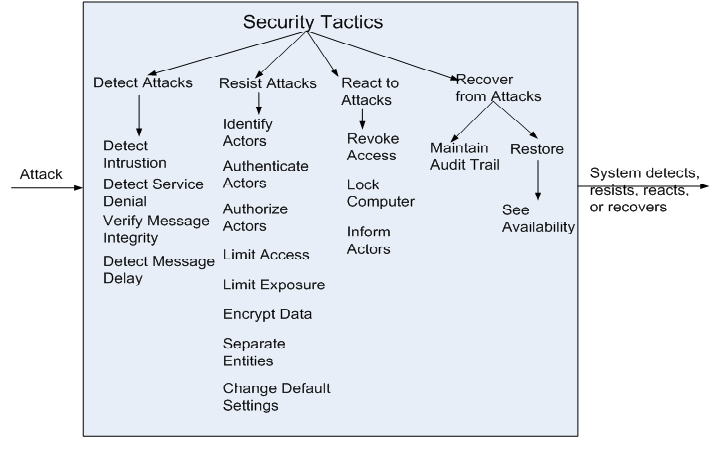 Security Tactics
Detect Attacks
Resist Attacks
React to
Attacks
Recover
from Attacks
Detect
Intrustion
Detect Service
Denial
Verify Message
Integrity
Detect Message
Delay
Identify
Actors
Authenticate
Actors
Authorize
Actors
Limit Access
Limit Exposure
Encrypt Data
Separate
Entities
Change Default
Settings
Revoke
Access
Lock
Computer
Inform
Actors
Maintain
Audit Trail
Restore
See
Availability
Attack
System detects,
resists, reacts,
or recovers